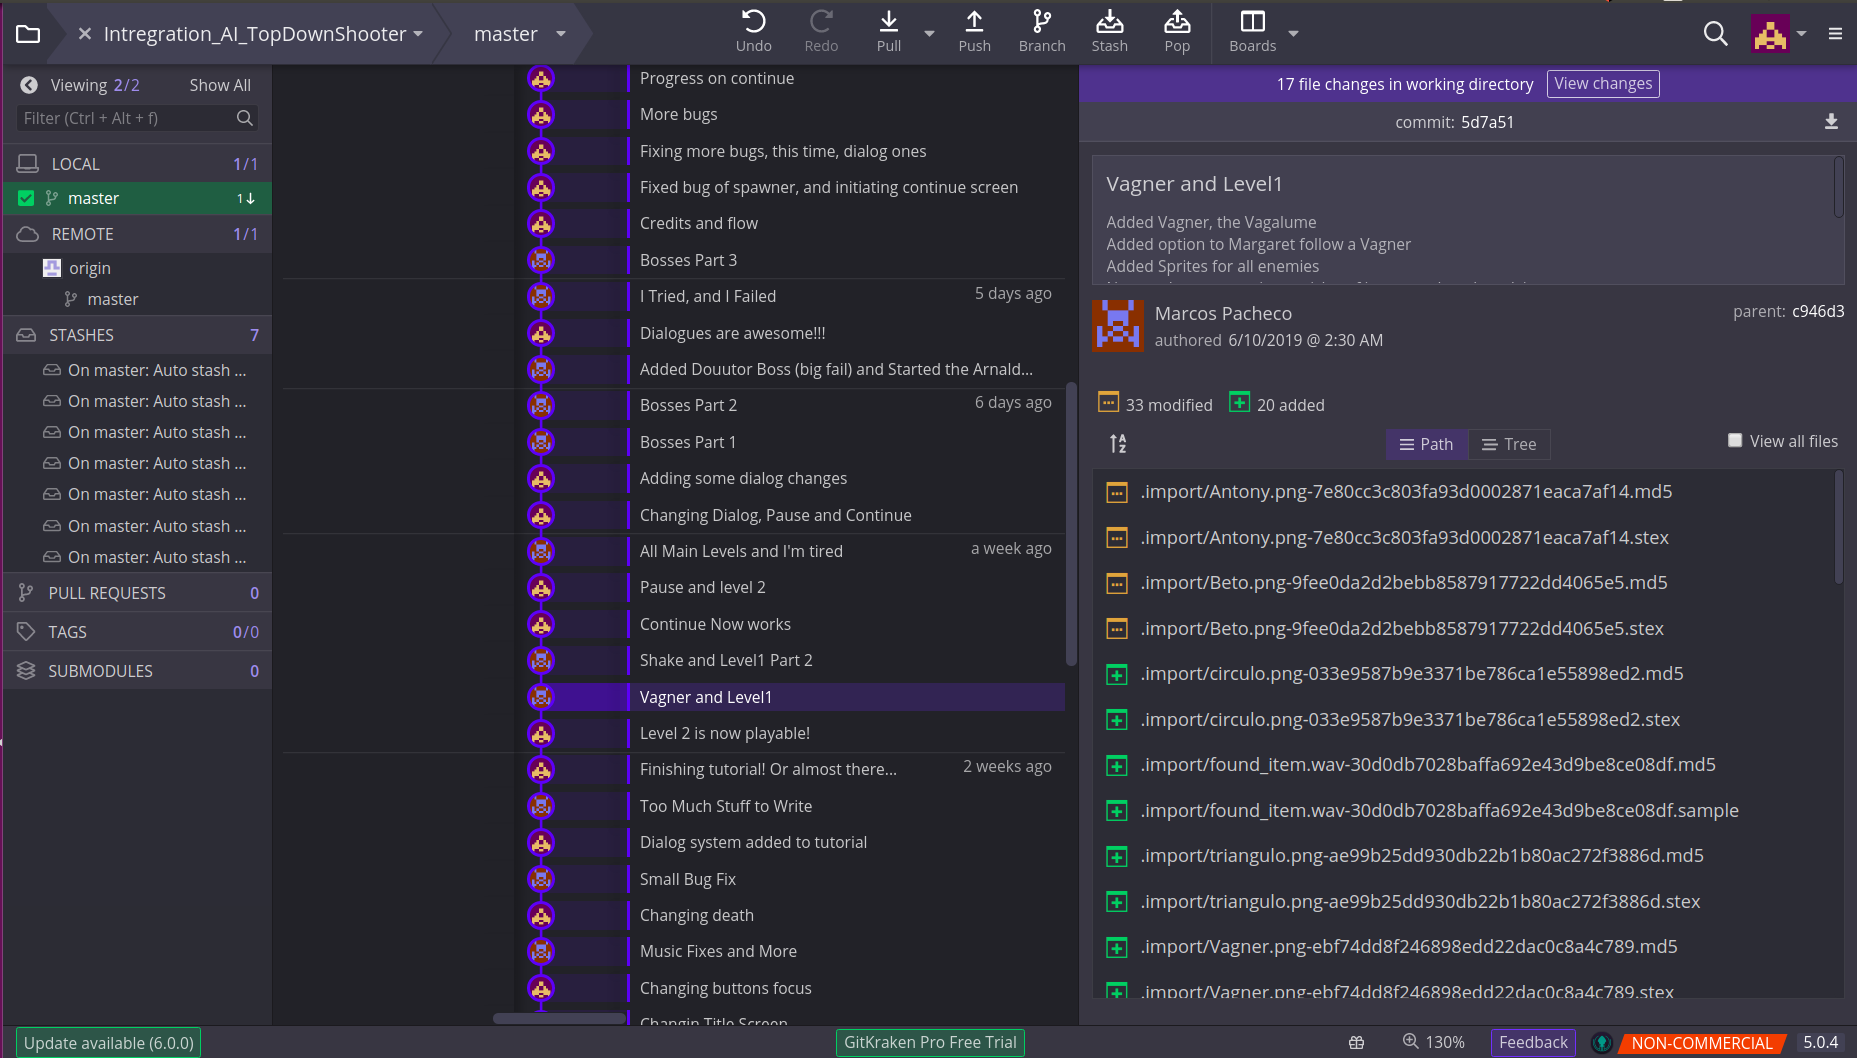 Intregration_AI_TopDownShooter
master
Undo
Redo
Pull
Push
Branch
Stash
Pop
Boards
Viewing 2/2
Show All
Filter (Ctrl + Alt + f)
LOCAL 1/1
master 1↓
REMOTE 1/1
origin
master
STASHES 7
On master: Auto stash ...
On master: Auto stash ...
On master: Auto stash ...
On master: Auto stash ...
On master: Auto stash ...
On master: Auto stash ...
On master: Auto stash ...
PULL REQUESTS 0
TAGS 0/0
SUBMODULES 0
Progress on continue
More bugs
Fixing more bugs, this time, dialog ones
Fixed bug of spawner, and initiating continue screen
Credits and flow
Bosses Part 3
I Tried, and I Failed 5 days ago
Dialogues are awesome!!!
Added Douutor Boss (big fail) and Started the Arnald...
Bosses Part 2 6 days ago
Bosses Part 1
Adding some dialog changes
Changing Dialog, Pause and Continue
All Main Levels and I'm tired a week ago
Pause and level 2
Continue Now works
Shake and Level1 Part 2
Vagner and Level1
Level 2 is now playable!
Finishing tutorial! Or almost there... 2 weeks ago
Too Much Stuff to Write
Dialog system added to tutorial
Small Bug Fix
Changing death
Music Fixes and More
Changing buttons focus
Changin Title Screen
17 file changes in working directory
View changes
commit: 5d7a51
Vagner and Level1
Added Vagner, the Vagalume
Added option to Margaret follow a Vagner
Added Sprites for all enemies
Marcos Pacheco
authored 6/10/2019 @ 2:30 AM
parent: c946d3
33 modified
20 added
Path
Tree
View all files
.import/Antony.png-7e80cc3c803fa93d0002871eaca7af14.md5
.import/Antony.png-7e80cc3c803fa93d0002871eaca7af14.stex
.import/Beto.png-9fee0da2d2bebb8587917722dd4065e5.md5
.import/Beto.png-9fee0da2d2bebb8587917722dd4065e5.stex
.import/circulo.png-033e9587b9e3371be786ca1e55898ed2.md5
.import/circulo.png-033e9587b9e3371be786ca1e55898ed2.stex
.import/found_item.wav-30d0db7028baffa692e43d9be8ce08df.md5
.import/found_item.wav-30d0db7028baffa692e43d9be8ce08df.sample
.import/triangulo.png-ae99b25dd930db22b1b80ac272f3886d.md5
.import/triangulo.png-ae99b25dd930db22b1b80ac272f3886d.stex
.import/Vagner.png-ebf74dd8f246898edd22dac0c8a4c789.md5
.import/Vagner.png-ebf74dd8f246898edd22dac0c8a4c789.stex
Update available (6.0.0)
GitKraken Pro Free Trial
130%
Feedback
NON-COMMERCIAL
5.0.4